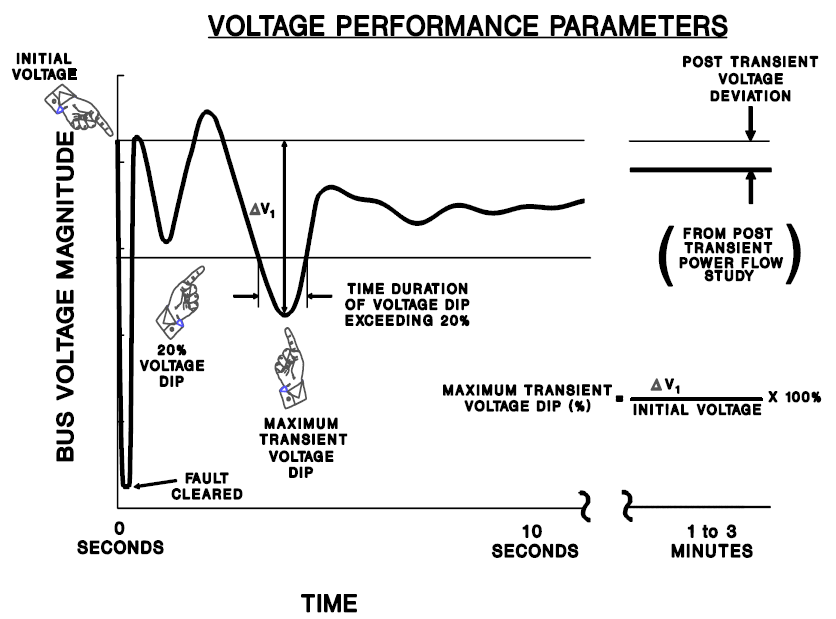 VOLTAGE PERFORMANCE PARAMETERS
INITIAL
VOLTAGE
POST TRANSIENT
VOLTAGE
DEVIATION
BUS VOLTAGE MAGNITUDE
ΔV1
(FROM POST
TRANSIENT
POWER FLOW
STUDY)
TIME DURATION
OF VOLTAGE DIP
EXCEEDING 20%
20%
VOLTAGE
DIP
MAXIMUM
TRANSIENT
VOLTAGE
DIP
MAXIMUM TRANSIENT
VOLTAGE DIP (%)
=
ΔV1
INITIAL VOLTAGE
X 100%
FAULT
CLEARED
0
SECONDS
10
SECONDS
1 to 3
MINUTES
TIME